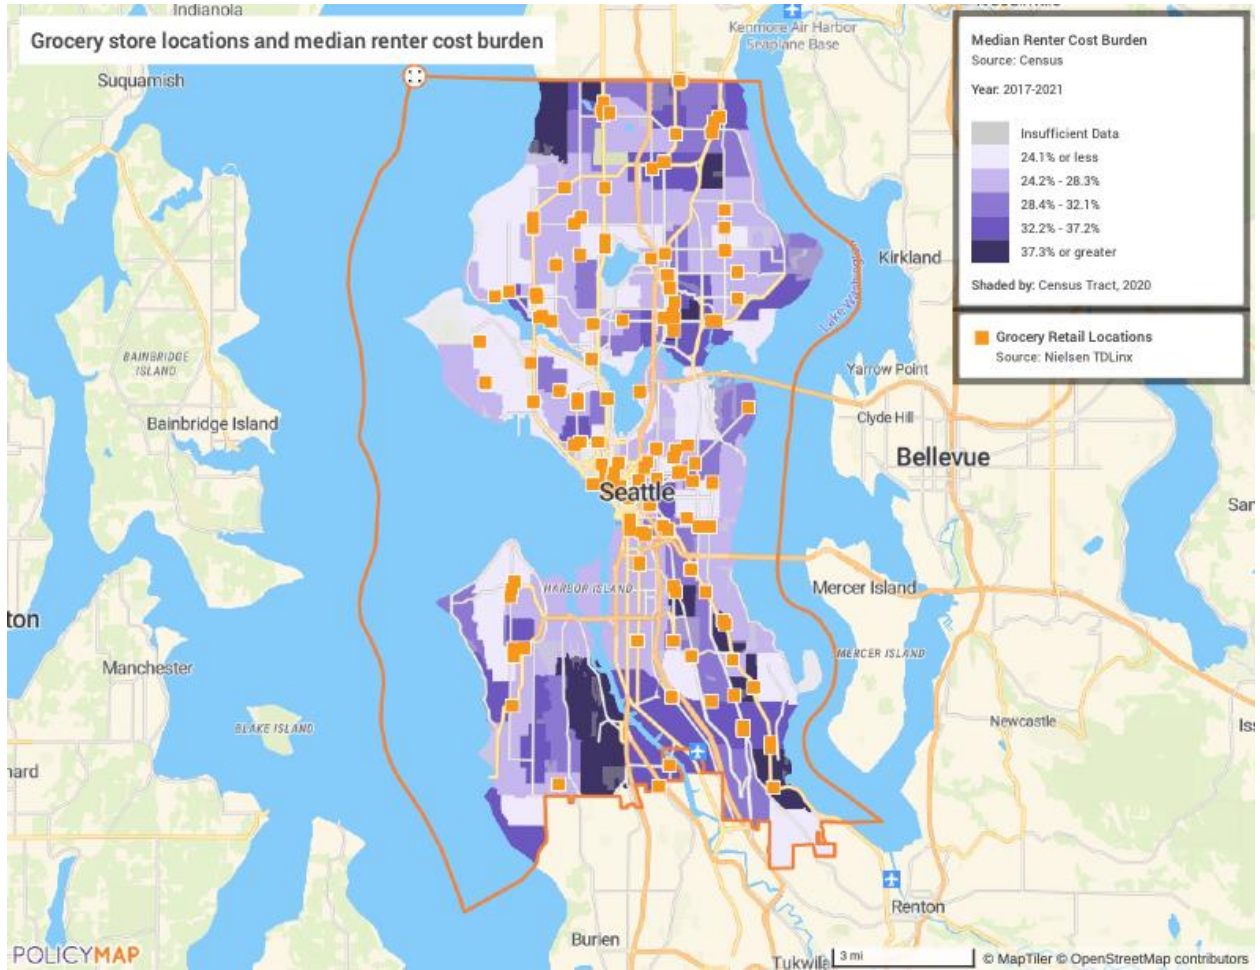 Indianola
Grocery store locations and median renter cost burden
Kenmore Air Harbor
Seaplane Base
Suquamish
Median Renter Cost Burden
Source: Census
Year: 2017-2021
Insufficient Data
24.1% or less
24.2% - 28.3%
28.4% - 32.1%
32.2% - 37.2%
37.3% or greater
Shaded by: Census Tract, 2020
Grocery Retail Locations
Source: Nielsen TDLinx
Kirkland
Lake Washington
BAINBRIDGE
ISLAND
Yarrow Point
Bainbridge Island
Clyde Hill
Bellevue
Seattle
San
HARBOR ISLAND
Mercer Island
ton
Manchester
MERCER ISLAND
BLAKE ISLAND
Newcastle
Iss
hard
Renton
Burien
POLICYMAP
Tukwila
3 mi
© MapTiler © OpenStreetMap contributors